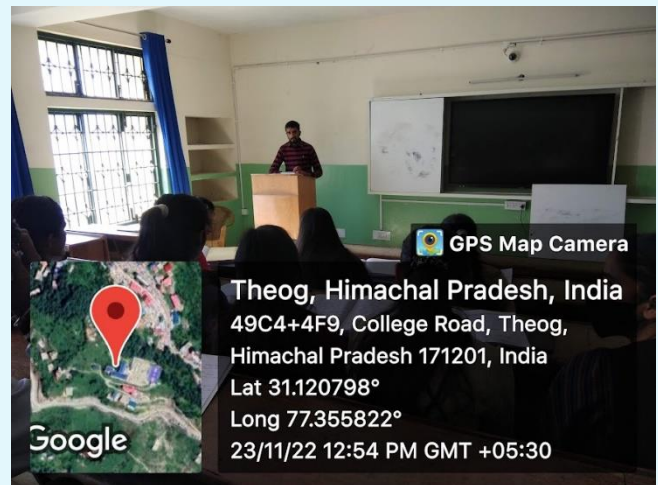 GPS Map Camera
Theog, Himachal Pradesh, India
49C4+4F9, College Road, Theog,
Himachal Pradesh 171201, India
Lat 31.120798°
Long 77.355822°
23/11/22 12:54 PM GMT +05:30
Google